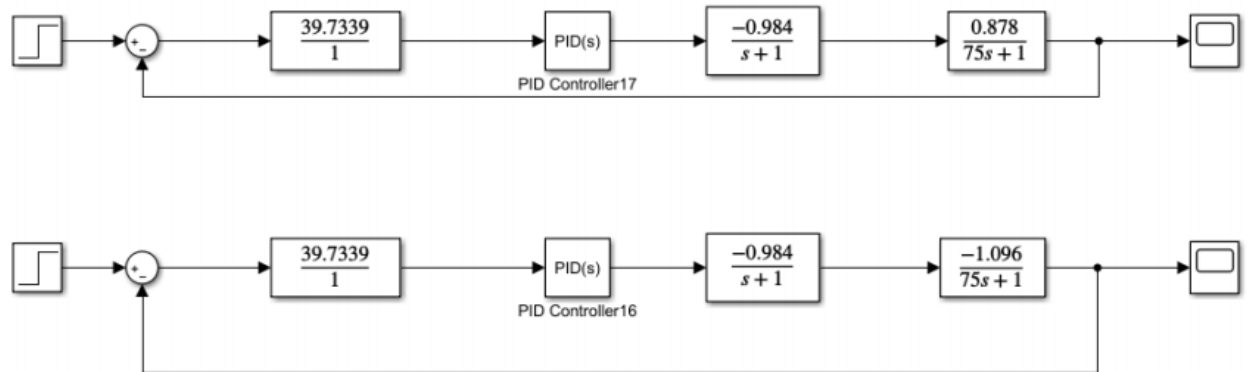 39.7339
1
PID(s)
−0.984
s + 1
0.878
75s + 1
PID Controller17
39.7339
1
PID(s)
−0.984
s + 1
−1.096
75s + 1
PID Controller16